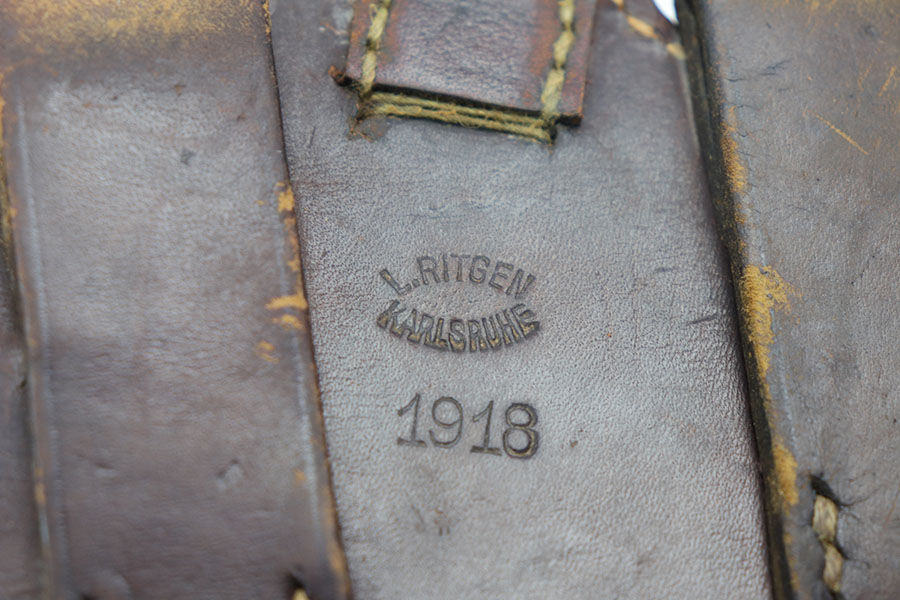 L.RITGEN
KARLSRUHE
1918